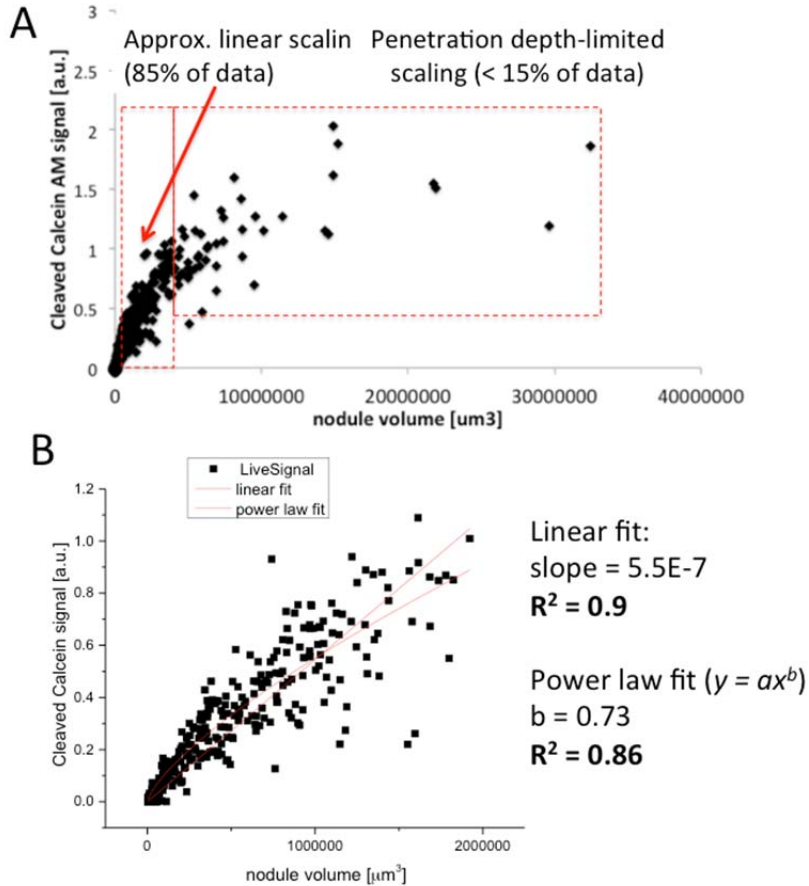 A
Approx. linear scalin
(85% of data)
Penetration depth-limited
scaling (< 15% of data)
Cleaved Calcein AM signal [a.u.]
3
2.5
2
1.5
1
0.5
0
0
10000000
20000000
30000000
40000000
nodule volume [um3]
B
LiveSignal
linear fit
power law fit
Cleaved Calcein signal [a.u.]
1.2
1.0
0.8
0.6
0.4
0.2
0.0
0
1000000
2000000
nodule volume [µm³]
Linear fit:
slope = 5.5E-7
R² = 0.9
Power law fit (y = axᵇ)
b = 0.73
R² = 0.86